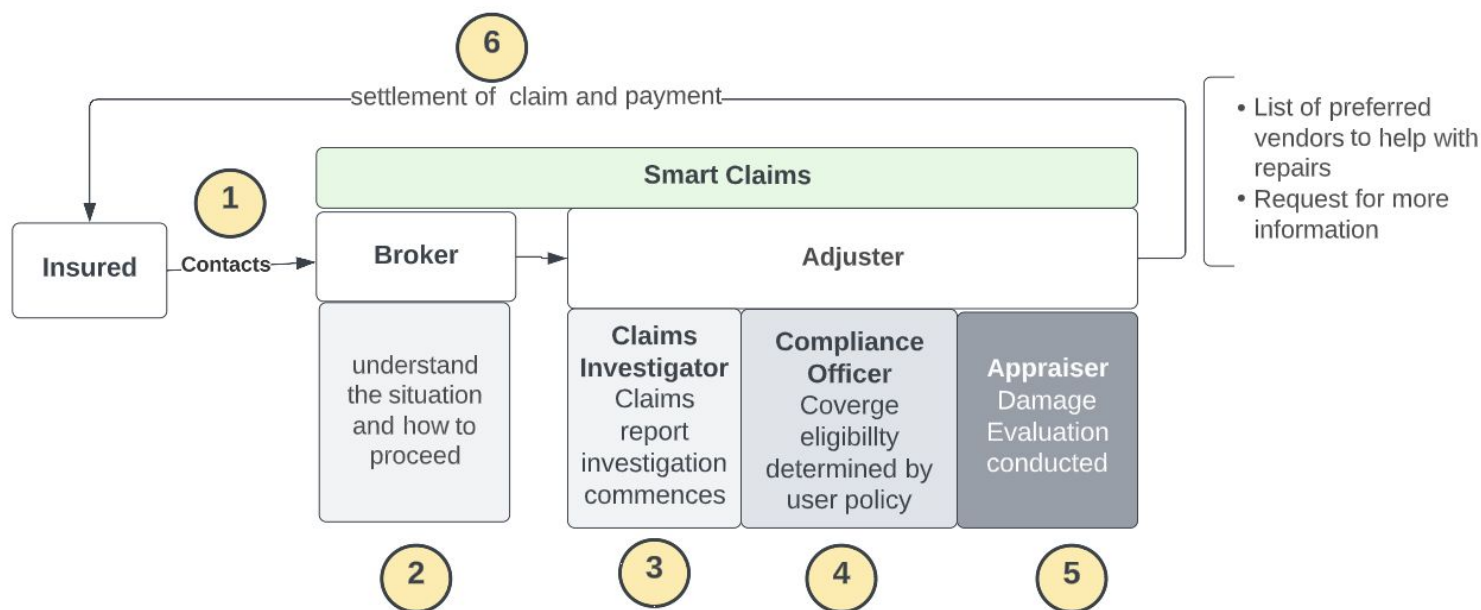 6
settlement of claim and payment
• List of preferred
vendors to help with
repairs
• Request for more
information
Smart Claims
1
Insured
Contacts
Broker
Adjuster
understand
the situation
and how to
proceed
Claims
Investigator
Claims
report
investigation
commences
Compliance
Officer
Coverge
eligibillty
determined by
user policy
Appraiser
Damage
Evaluation
conducted
2
3
4
5